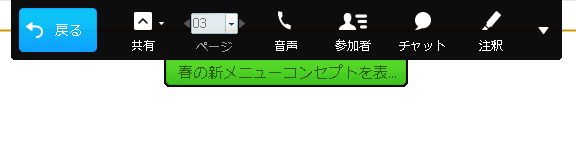 戻る
03
共有
ページ
音声
参加者
チャット
注釈
春の新メニューコンセプトを表...